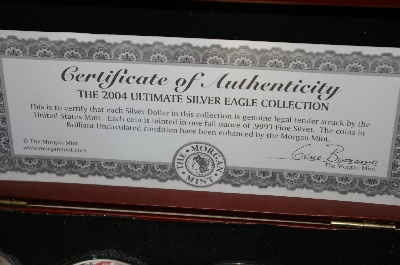 Certificate of Authenticity
THE 2004 ULTIMATE SILVER EAGLE COLLECTION
This is to certify that each Silver Dollar in this collection is genuine legal tender struck by the
United States Mint. Each coin is minted in one full ounce of .9993 Fine Silver. The coins in
Brilliant Uncirculated condition have been enhanced by the Morgan Mint.
© The Morgan Mint
www.morganmint.com
The Morgan Mint
THE MORGAN MINT